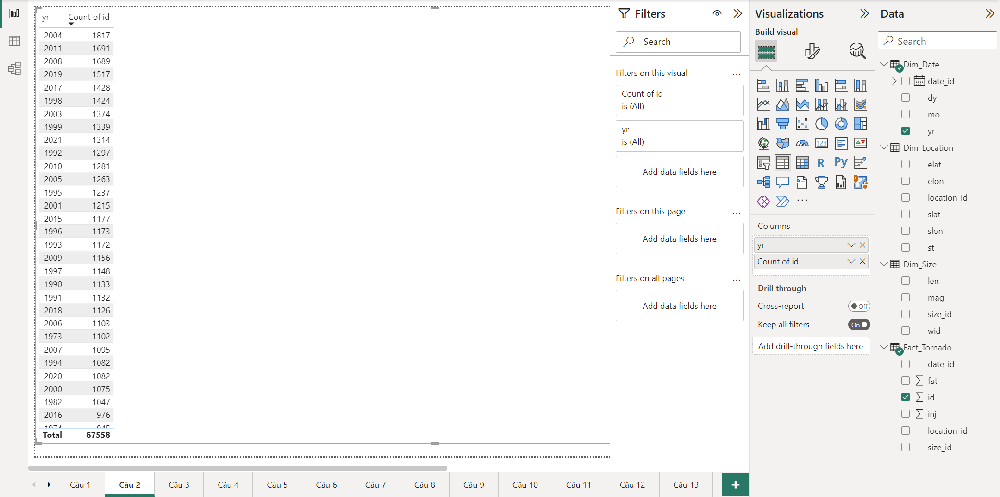 yr Count of id
2004 1817
2011 1691
2008 1689
2019 1517
2017 1428
1998 1424
2003 1374
1999 1339
2021 1314
1992 1297
2010 1281
2005 1263
1995 1237
2001 1215
2015 1177
1996 1173
1993 1172
2009 1156
1997 1148
1990 1133
1991 1132
2018 1126
2006 1103
1973 1102
2007 1095
1994 1082
2020 1082
2000 1075
1982 1047
2016 976
1974 945
Total 67558
Filters
Search
Filters on this visual ...
Count of id
is (All)
yr
is (All)
Add data fields here
Filters on this page ...
Add data fields here
Filters on all pages ...
Add data fields here
Visualizations
Build visual
123
R Py
...
Columns
yr
Count of id
Drill through
Cross-report Off
Keep all filters On
Add drill-through fields here
Data
Search
Dim_Date
date_id
dy
mo
yr
Dim_Location
elat
elon
location_id
slat
slon
st
Dim_Size
len
mag
size_id
wid
Fact_Tornado
date_id
∑ fat
∑ id
∑ inj
location_id
size_id
Câu 1 Câu 2 Câu 3 Câu 4 Câu 5 Câu 6 Câu 7 Câu 8 Câu 9 Câu 10 Câu 11 Câu 12 Câu 13 +